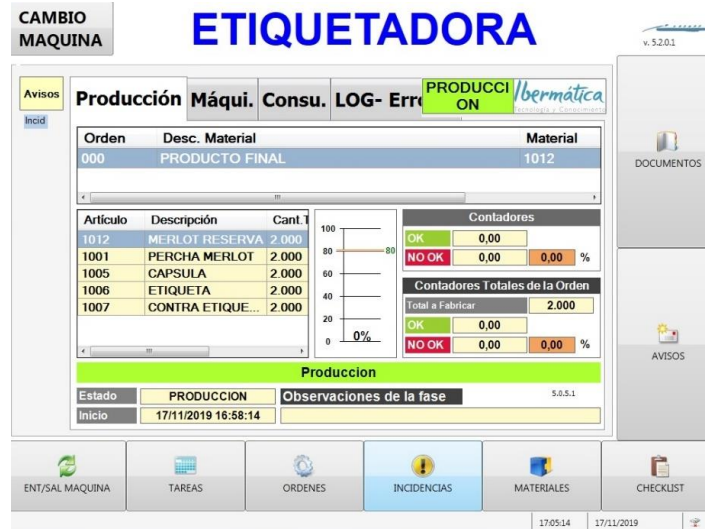 CAMBIO
MAQUINA
ETIQUETADORA
v. 5.2.0.1
Avisos
Incid
Producción Máqui. Consu. LOG- Erro
PRODUCCI
ON
Ibermática
Tecnología y Conocimiento
DOCUMENTOS
Orden Desc. Material Material
000 PRODUCTO FINAL 1012
Artículo Descripción Cant.T
1012 MERLOT RESERVA 2.000
1001 PERCHA MERLOT 2.000
1005 CAPSULA 2.000
1006 ETIQUETA 2.000
1007 CONTRA ETIQUE... 2.000
100
80 80
60
40
20
0 0%
Contadores
OK 0,00
NO OK 0,00 0,00 %
Contadores Totales de la Orden
Total a Fabricar 2.000
OK 0,00
NO OK 0,00 0,00 %
AVISOS
Produccion
Estado PRODUCCION Observaciones de la fase 5.0.5.1
Inicio 17/11/2019 16:58:14
ENT/SAL MAQUINA TAREAS ORDENES INCIDENCIAS MATERIALES CHECKLIST
17:05:14 17/11/2019